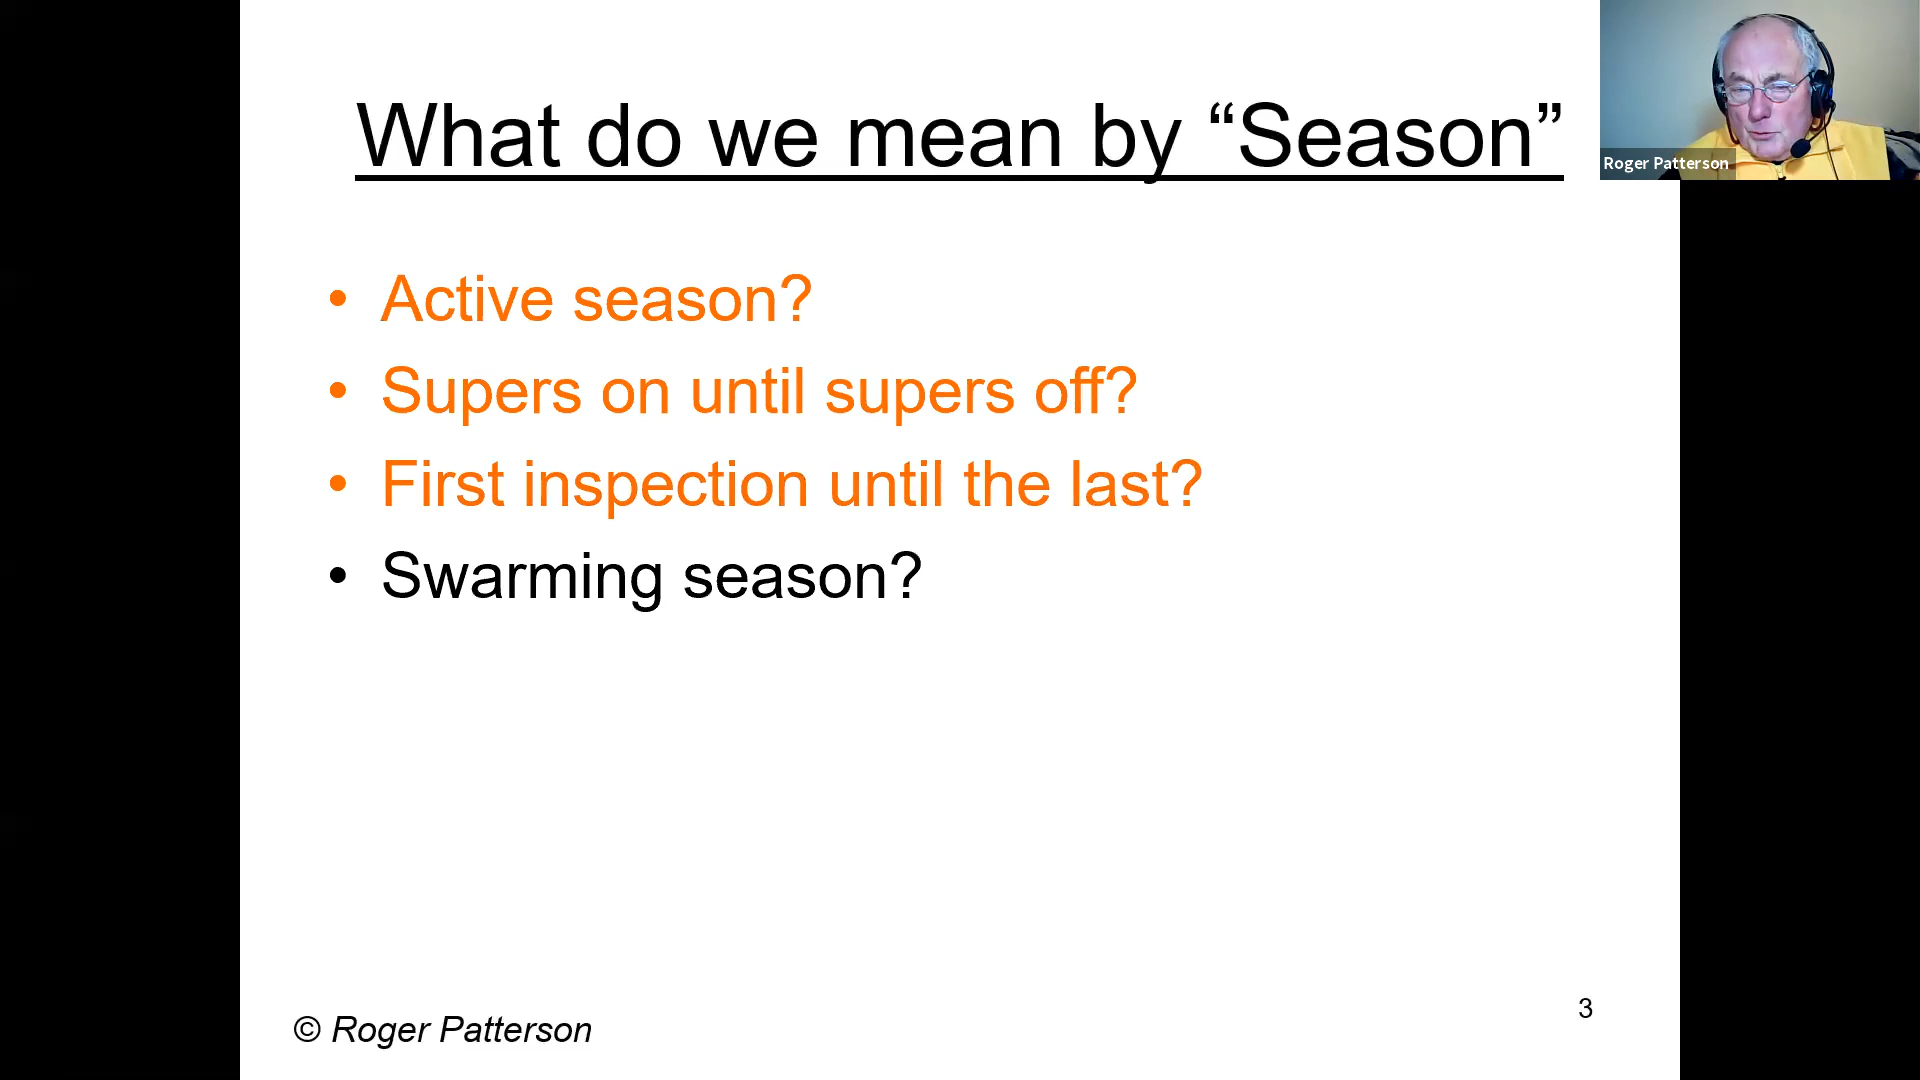 What do we mean by “Season”
Roger Patterson
• Active season?
• Supers on until supers off?
• First inspection until the last?
• Swarming season?
3
© Roger Patterson